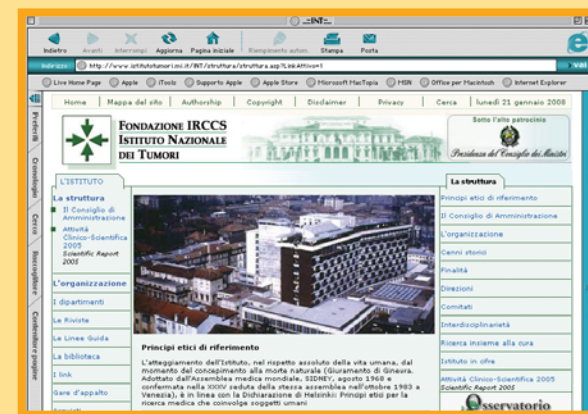 .::INT::.
Indietro Avanti Interrompi Aggiorna Pagina iniziale Riempimento autom. Stampa Posta
Indirizzo http://www.istitutotumori.mi.it/INT/struttura/struttura.asp?LinkAttivo=1 vai
Live Home Page Apple iTools Supporto Apple Apple Store Microsoft MacTopia MSN Office per Macintosh Internet Explorer
Home Mappa del sito Authorship Copyright Disclaimer Privacy Cerca lunedì 21 gennaio 2008
Preferiti
Cronologia
Cerca
Raccoglitore
Contenitore pagine
FONDAZIONE IRCCS
ISTITUTO NAZIONALE
DEI TUMORI
Sotto l'alto patrocinio
Presidenza del Consiglio dei Ministri
L'ISTITUTO
La struttura
Il Consiglio di
Amministrazione
Attività
Clinico-Scientifica
2005
Scientific Report
2005
L'organizzazione
I dipartimenti
Le Riviste
Le Linee Guida
La biblioteca
I link
Gare d'appalto
Principi etici di riferimento
L'atteggiamento dell'Istituto, nel rispetto assoluto della vita umana, dal
momento del concepimento alla morte naturale (Giuramento di Ginevra.
Adottato dall'Assemblea medica mondiale, SIDNEY, agosto 1968 e
confermata nella XXXV seduta della stessa assemblea nell'ottobre 1983 a
Venezia), è in linea con la Dichiarazione di Helsinki: Principi etici per la
ricerca medica che coinvolge soggetti umani
La struttura
Principi etici di riferimento
Il Consiglio di Amministrazione
L'organizzazione
Cenni storici
Finalità
Direzioni
Comitati
Interdisciplinarietà
Ricerca insieme alla cura
Istituto in cifre
Attività Clinico-Scientifica 2005
Scientific Report 2005
Osservatorio